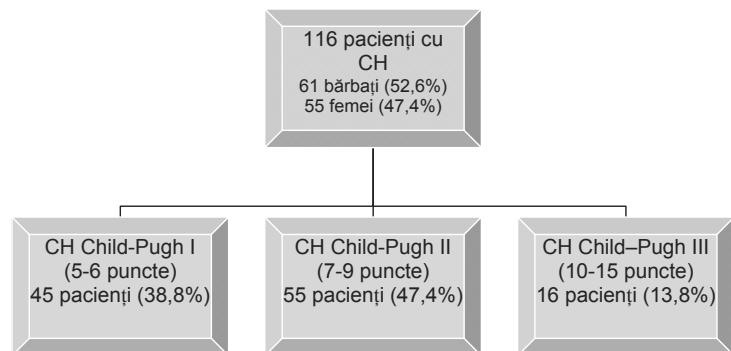 116 pacienți cu
CH
61 bărbați (52,6%)
55 femei (47,4%)
CH Child-Pugh I
(5-6 puncte)
45 pacienți (38,8%)
CH Child-Pugh II
(7-9 puncte)
55 pacienți (47,4%)
CH Child–Pugh III
(10-15 puncte)
16 pacienți (13,8%)